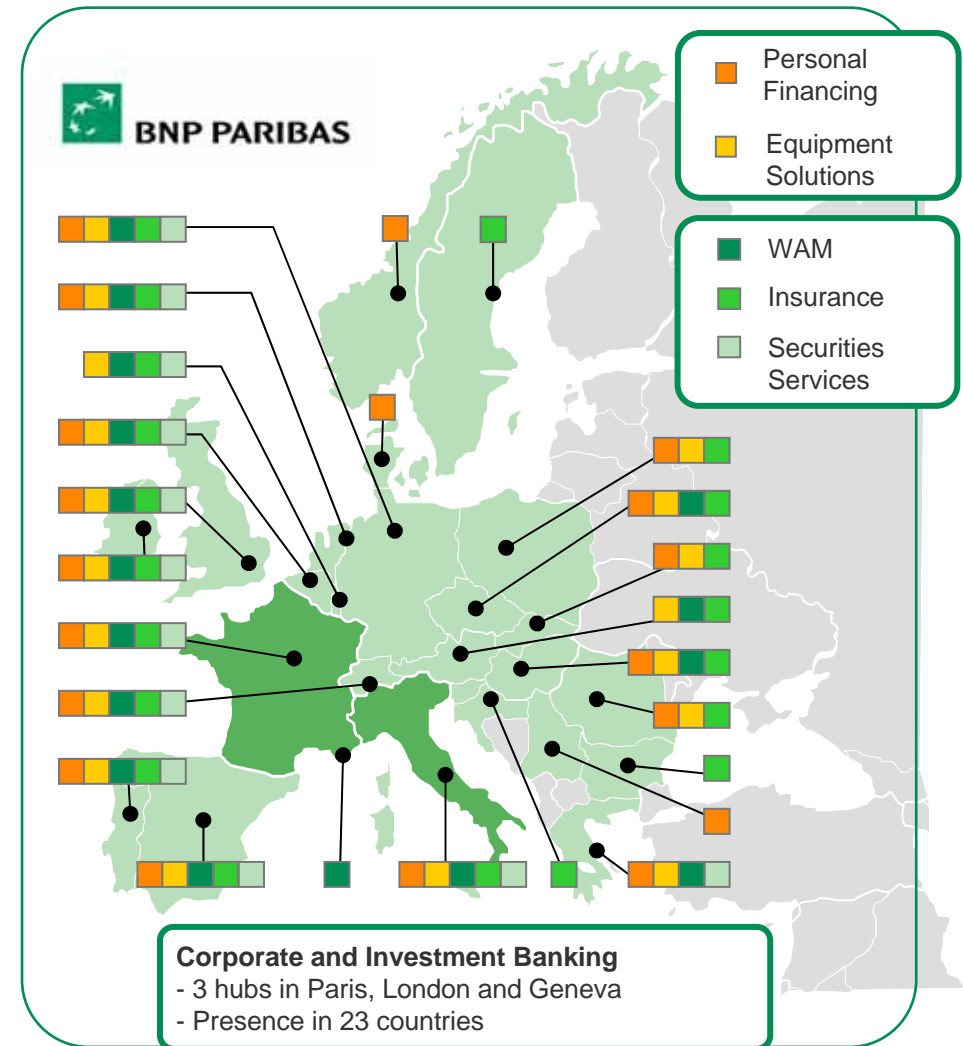 BNP PARIBAS
Personal
Financing
Equipment
Solutions
WAM
Insurance
Securities
Services
Corporate and Investment Banking
- 3 hubs in Paris, London and Geneva
- Presence in 23 countries